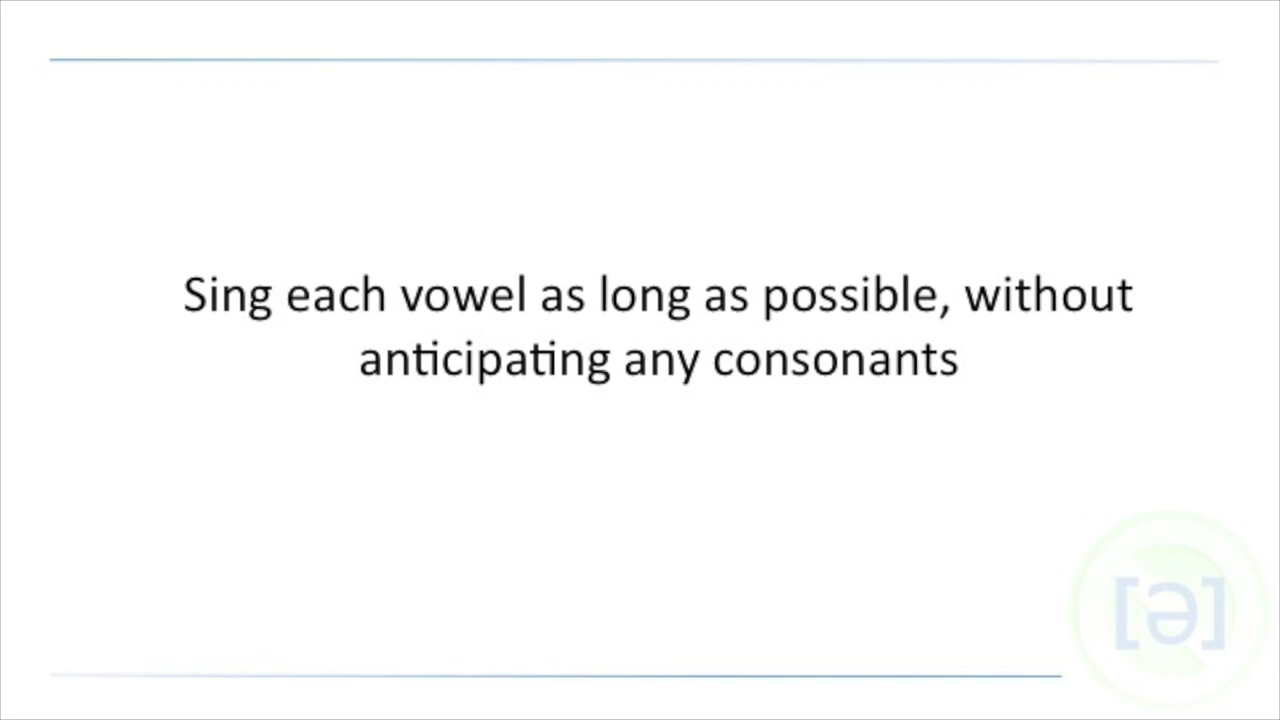 Sing each vowel as long as possible, without
anticipating any consonants
[ə]